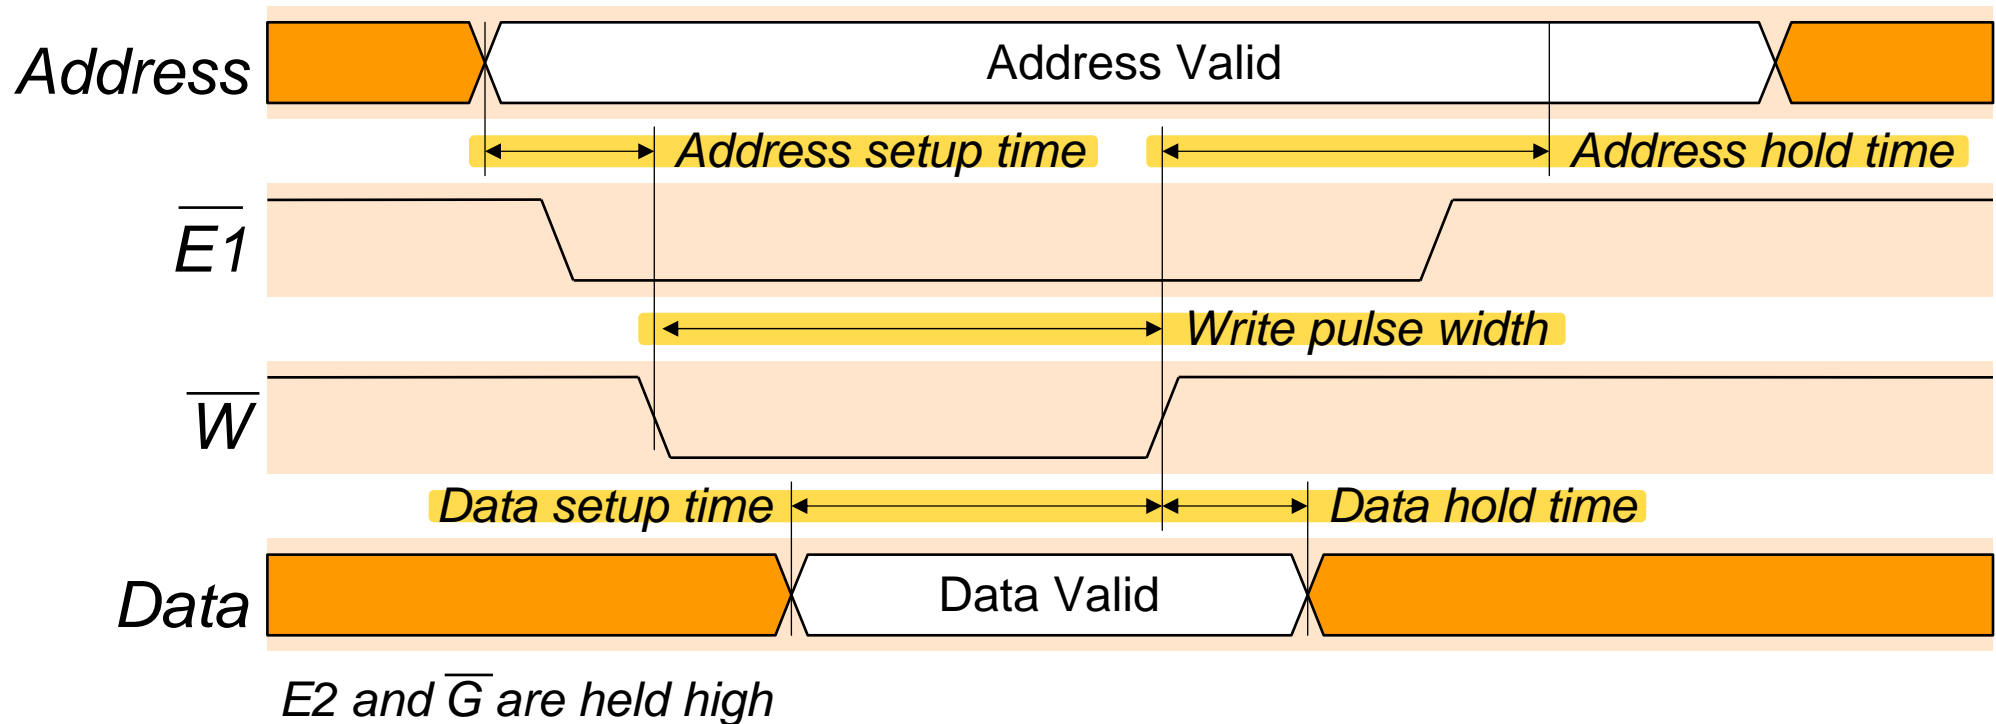 Address
Address Valid
Address setup time
Address hold time
E1
Write pulse width
W
Data setup time
Data hold time
Data
Data Valid
E2 and G are held high